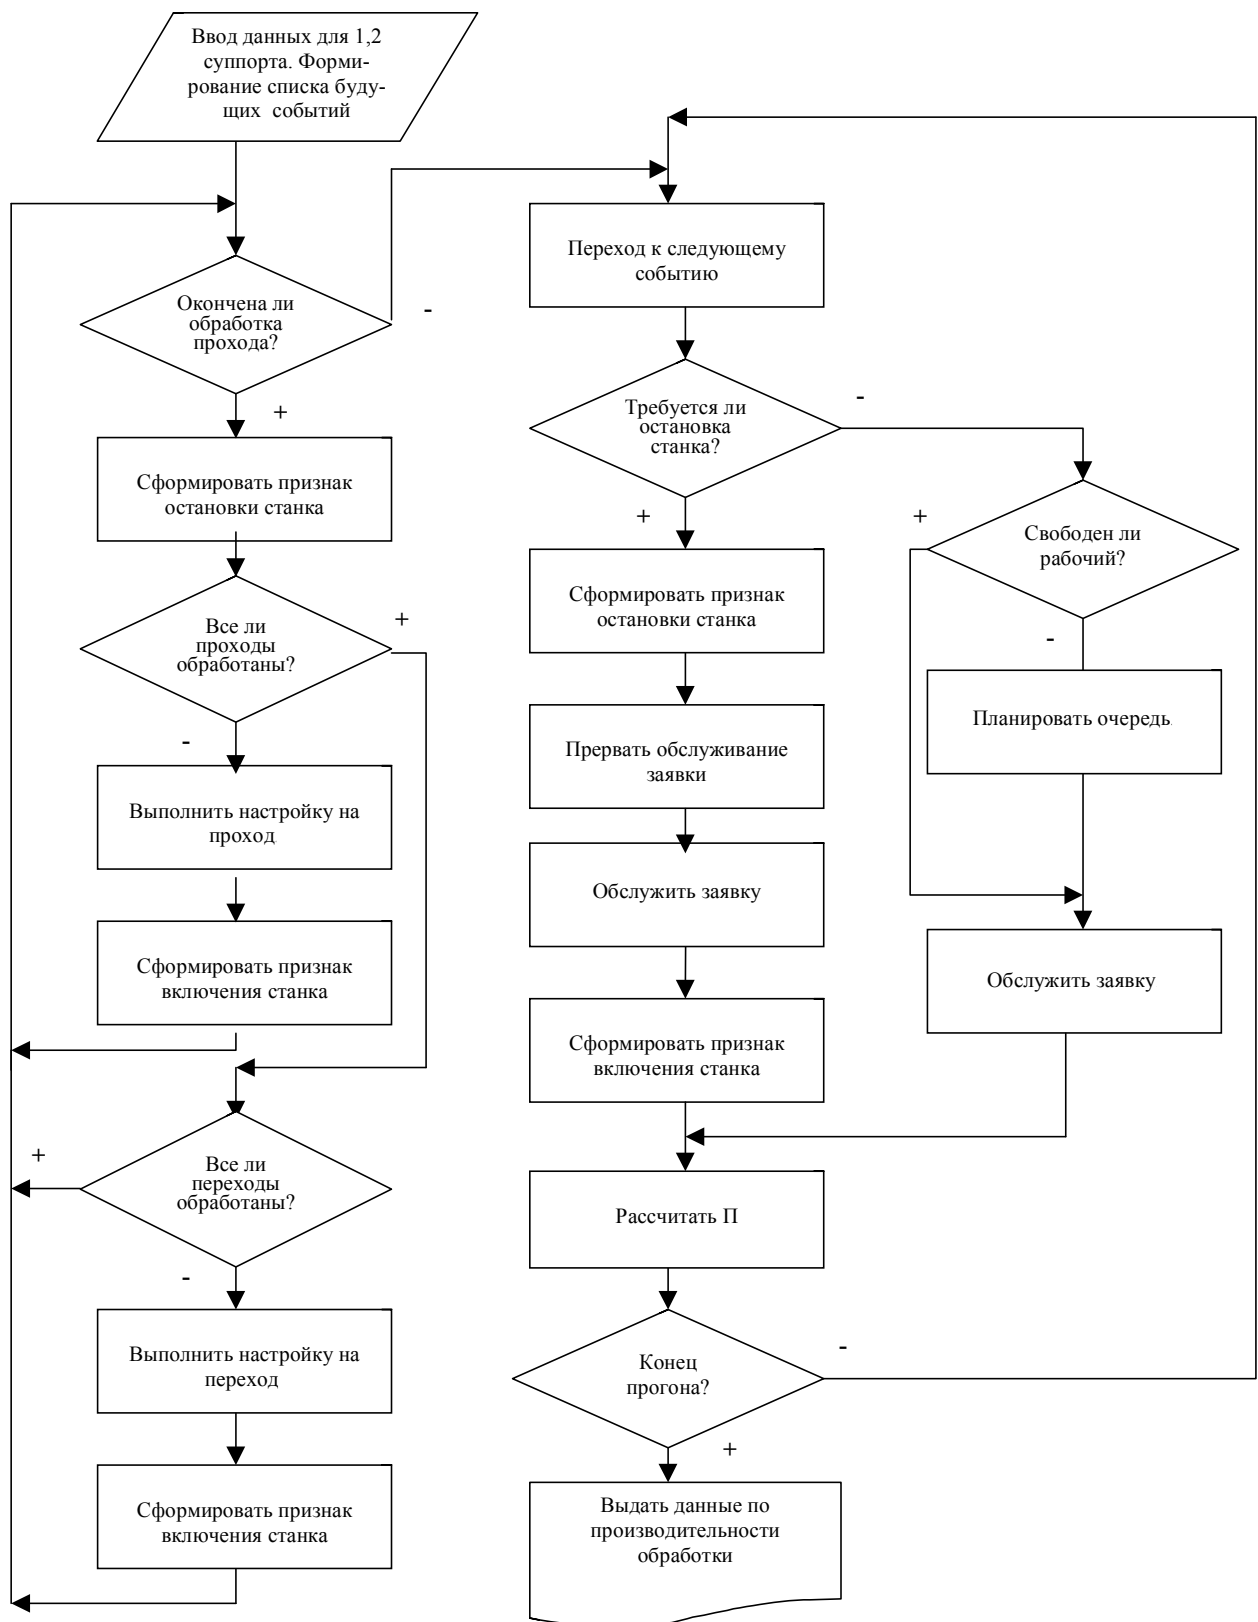 Ввод данных для 1,2
суппорта. Форми-
рование списка буду-
щих событий
Окончена ли
обработка
прохода?
-
+
Сформировать признак
остановки станка
Все ли
проходы
обработаны?
+
-
Выполнить настройку на
проход
Сформировать признак
включения станка
Все ли
переходы
обработаны?
+
-
Выполнить настройку на
переход
Сформировать признак
включения станка
Переход к следующему
событию
Требуется ли
остановка
станка?
-
+
Сформировать признак
остановки станка
Прервать обслуживание
заявки
Обслужить заявку
Сформировать признак
включения станка
Свободен ли
рабочий?
+
-
Планировать очередь
Обслужить заявку
Рассчитать П
Конец
прогона?
-
+
Выдать данные по
производительности
обработки